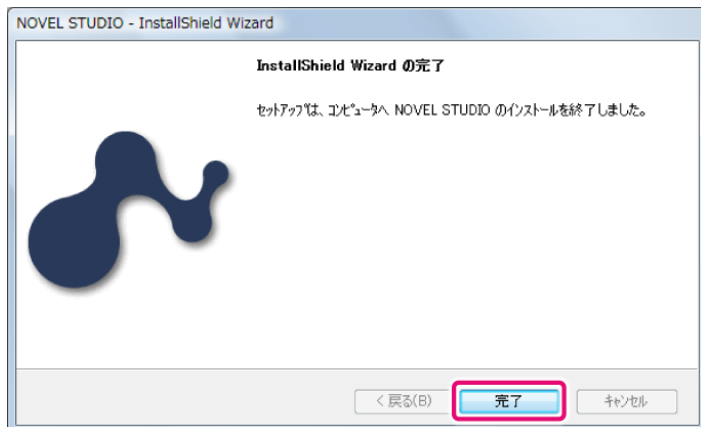 NOVEL STUDIO - InstallShield Wizard
InstallShield Wizard の完了
セットアップは、コンピュータへ NOVEL STUDIO のインストールを終了しました。
< 戻る(B)
完了
キャンセル